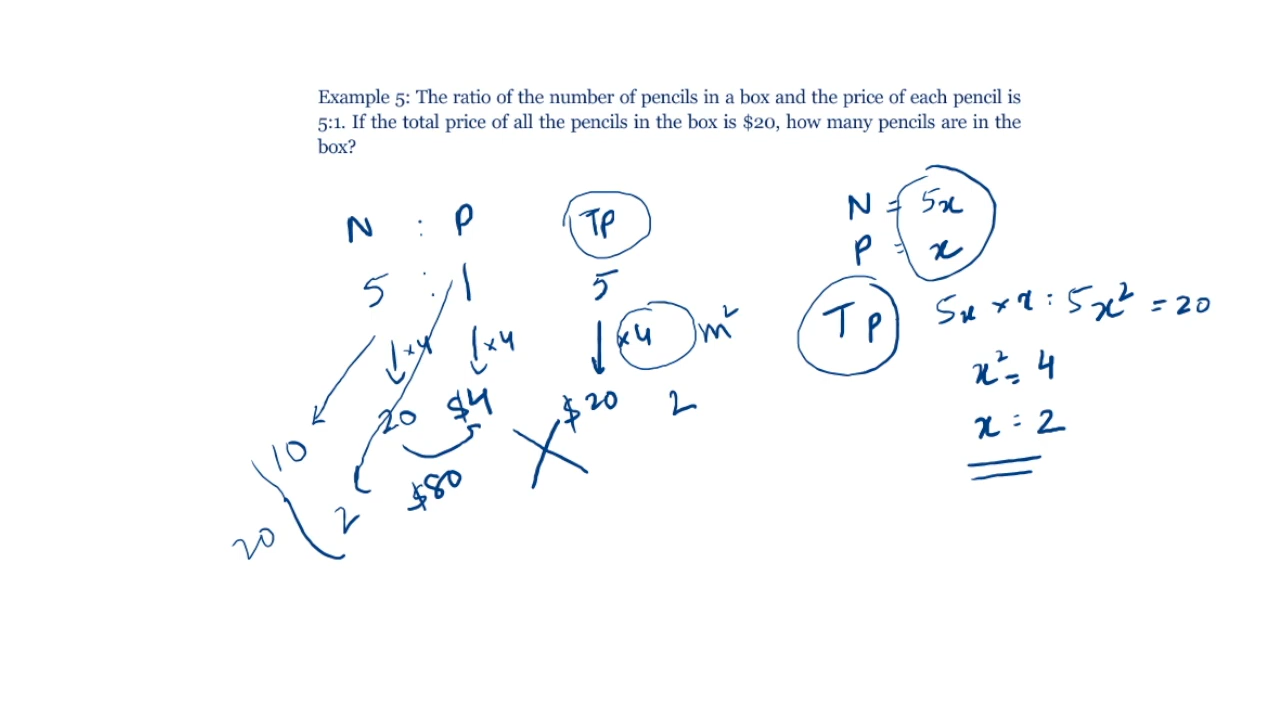 Example 5: The ratio of the number of pencils in a box and the price of each pencil is
5:1. If the total price of all the pencils in the box is $20, how many pencils are in the
box?
N : P TP
5 : 1 5
×4 ×4 ×4 m²
20 $4 $20 2
$80
10
2
20
N = 5x
P = x
TP 5x × x : 5x² = 20
x² = 4
x = 2